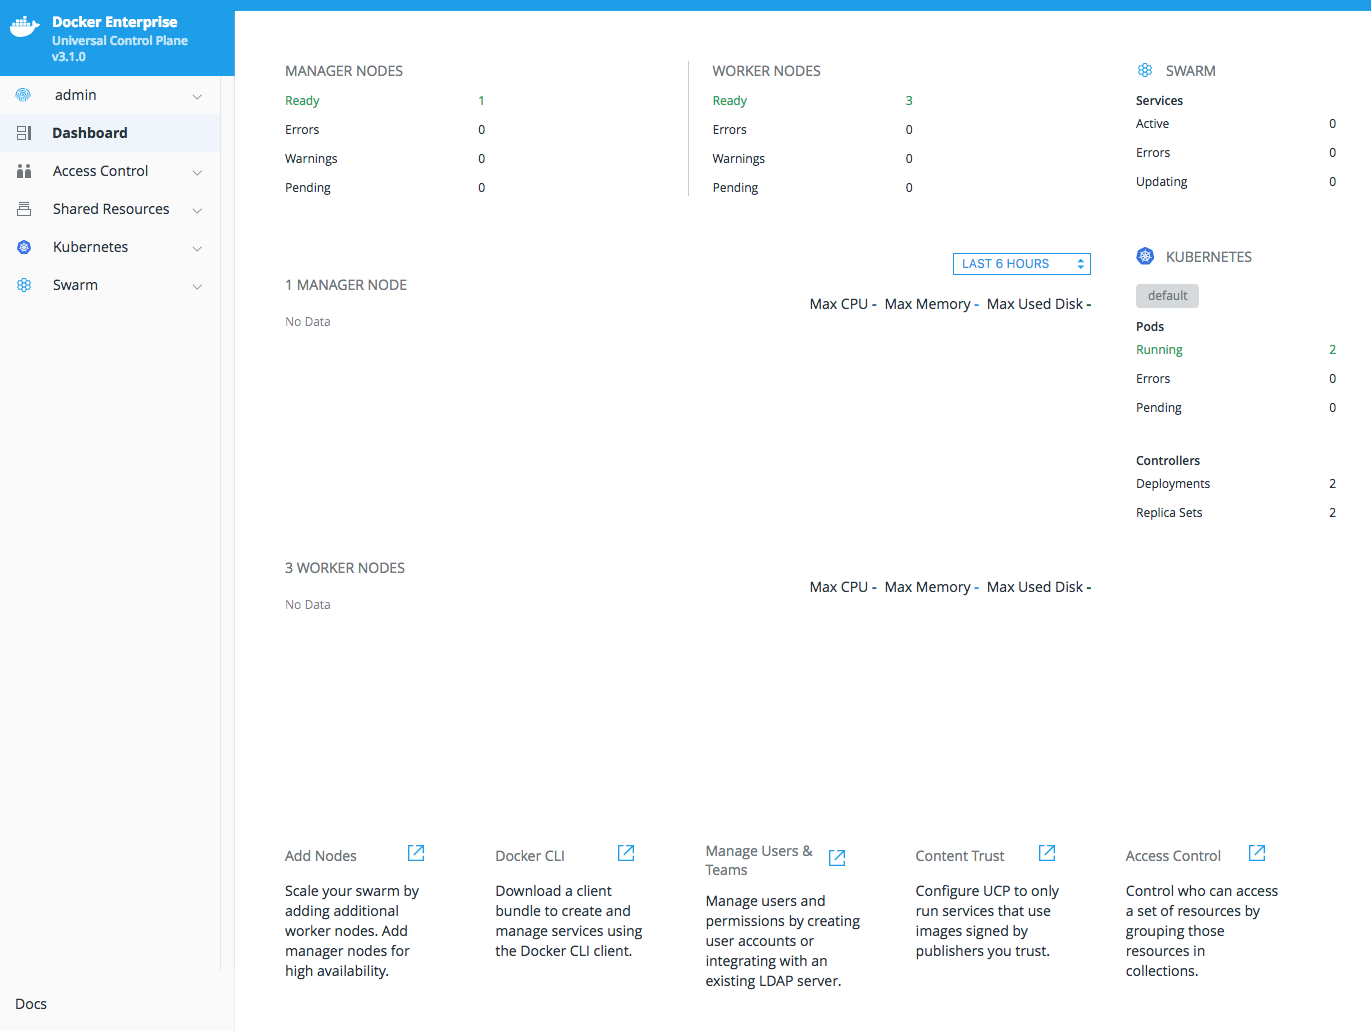 Docker Enterprise
Universal Control Plane
v3.1.0
admin
Dashboard
Access Control
Shared Resources
Kubernetes
Swarm
Docs
MANAGER NODES
Ready 1
Errors 0
Warnings 0
Pending 0
WORKER NODES
Ready 3
Errors 0
Warnings 0
Pending 0
SWARM
Services
Active 0
Errors 0
Updating 0
LAST 6 HOURS
1 MANAGER NODE
Max CPU - Max Memory - Max Used Disk -
No Data
KUBERNETES
default
Pods
Running 2
Errors 0
Pending 0
Controllers
Deployments 2
Replica Sets 2
3 WORKER NODES
Max CPU - Max Memory - Max Used Disk -
No Data
Add Nodes
Scale your swarm by
adding additional
worker nodes. Add
manager nodes for
high availability.
Docker CLI
Download a client
bundle to create and
manage services using
the Docker CLI client.
Manage Users &
Teams
Manage users and
permissions by creating
user accounts or
integrating with an
existing LDAP server.
Content Trust
Configure UCP to only
run services that use
images signed by
publishers you trust.
Access Control
Control who can access
a set of resources by
grouping those
resources in
collections.